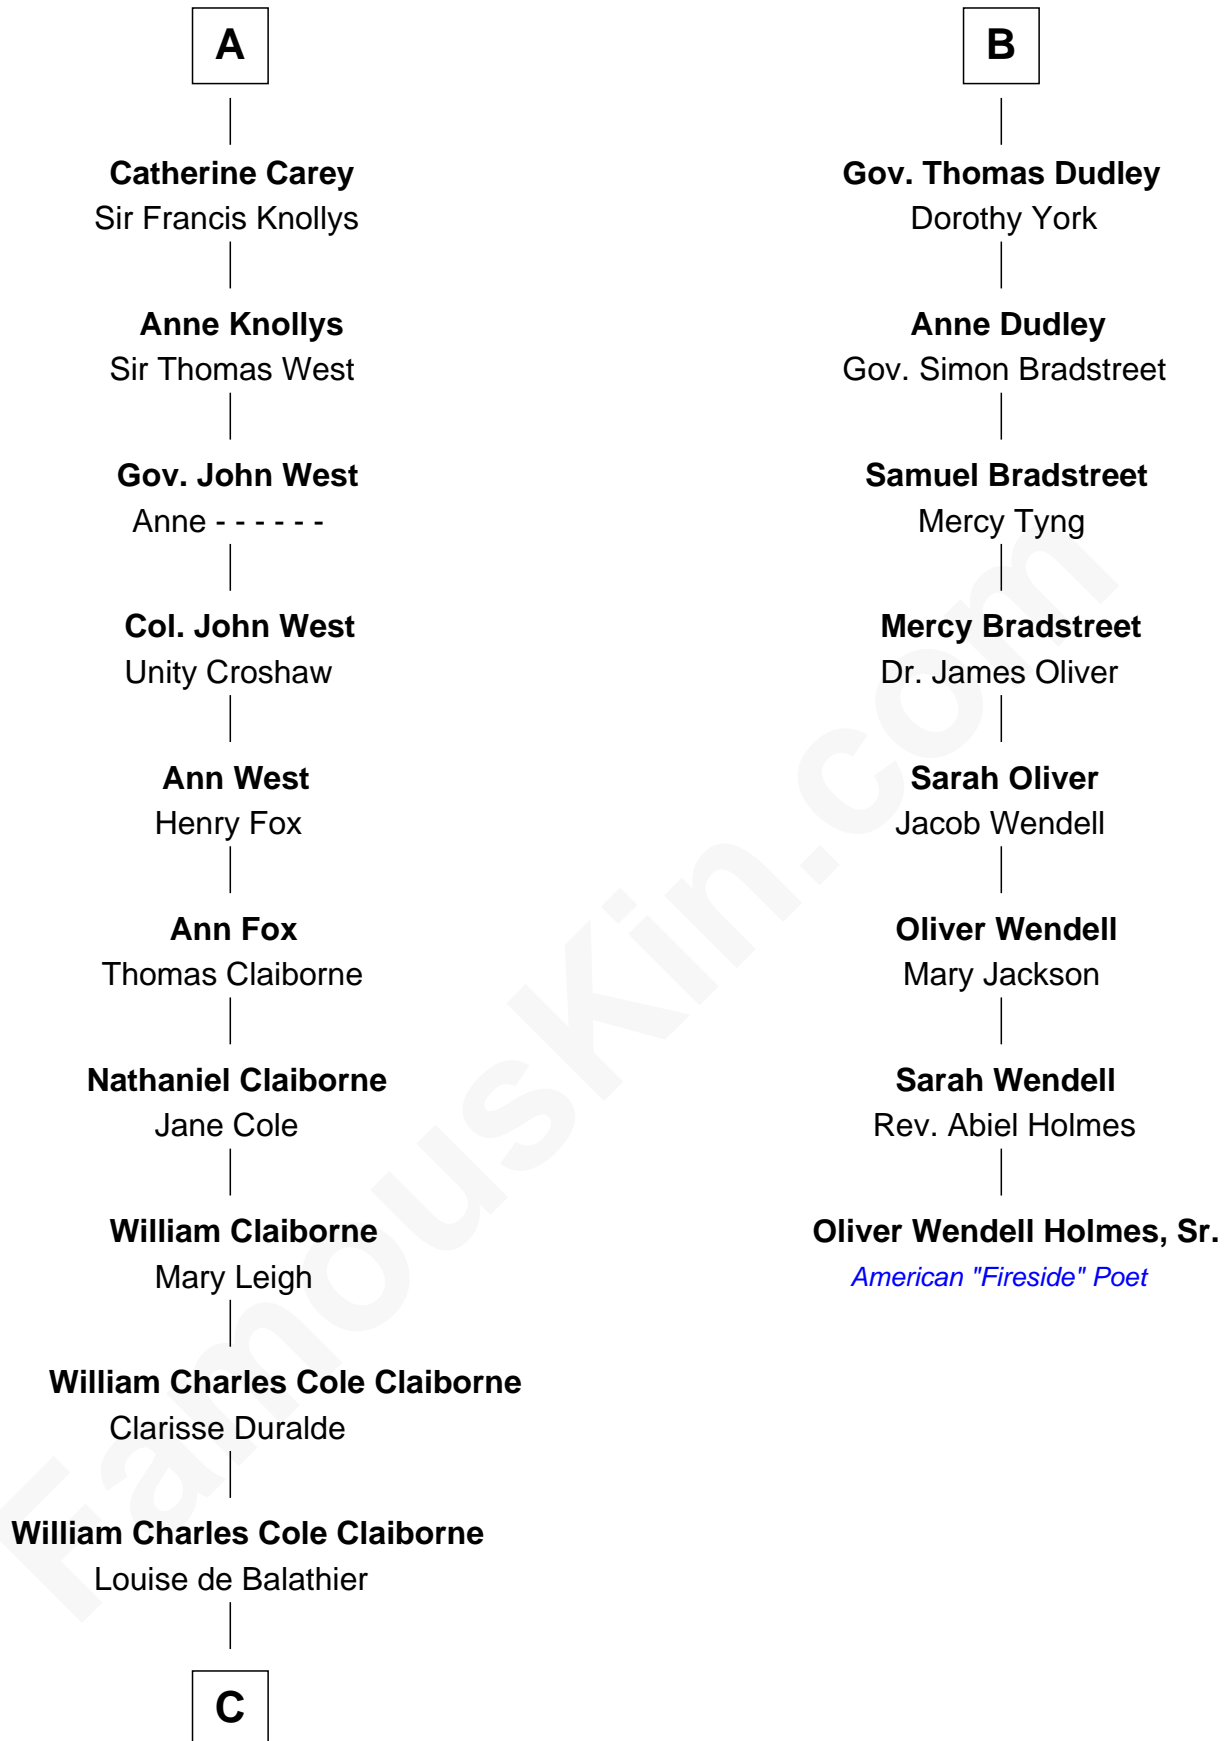 A
Catherine Carey
Sir Francis Knollys
Anne Knollys
Sir Thomas West
Gov. John West
Anne - - - - - -
Col. John West
Unity Croshaw
Ann West
Henry Fox
Ann Fox
Thomas Claiborne
Nathaniel Claiborne
Jane Cole
William Claiborne
Mary Leigh
William Charles Cole Claiborne
Clarisse Duralde
William Charles Cole Claiborne
Louise de Balathier
C
B
Gov. Thomas Dudley
Dorothy York
Anne Dudley
Gov. Simon Bradstreet
Samuel Bradstreet
Mercy Tyng
Mercy Bradstreet
Dr. James Oliver
Sarah Oliver
Jacob Wendell
Oliver Wendell
Mary Jackson
Sarah Wendell
Rev. Abiel Holmes
Oliver Wendell Holmes, Sr.
American "Fireside" Poet
FamousKin.com